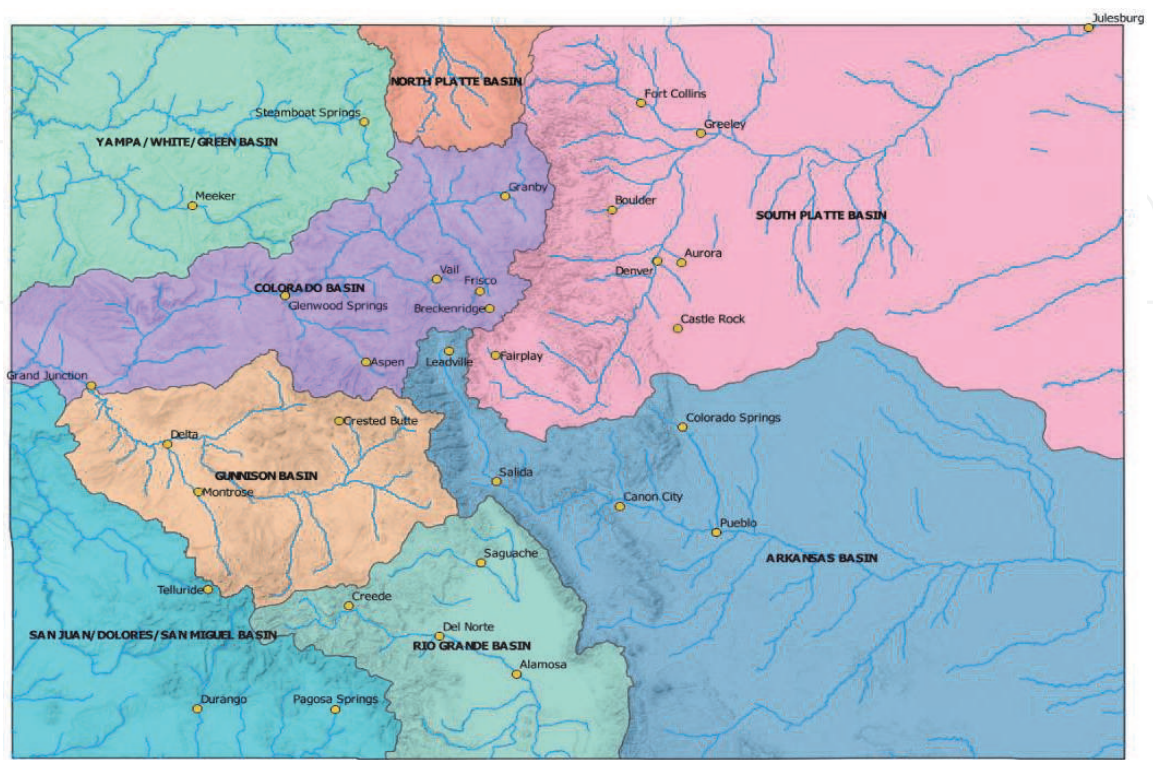 Julesburg
NORTH PLATTE BASIN
Fort Collins
Steamboat Springs
Greeley
YAMPA/WHITE/GREEN BASIN
Granby
Meeker
Boulder
SOUTH PLATTE BASIN
Vail
Aurora
Denver
Frisco
COLORADO BASIN
Glenwood Springs
Breckenridge
Castle Rock
Leadville
Fairplay
Aspen
Grand Junction
Colorado Springs
Crested Butte
Delta
Salida
GUNNISON BASIN
Montrose
Canon City
Pueblo
Saguache
ARKANSAS BASIN
Telluride
Creede
Del Norte
SAN JUAN/DOLORES/SAN MIGUEL BASIN
RIO GRANDE BASIN
Alamosa
Durango
Pagosa Springs